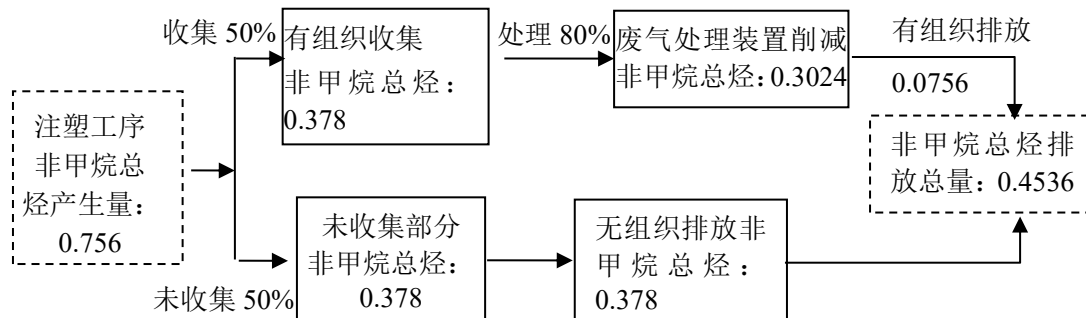 注塑工序
非甲烷总
烃产生量：
0.756
收集 50%
有组织收集
非甲烷总烃：
0.378
处理 80%
废气处理装置削减
非甲烷总烃：0.3024
有组织排放
0.0756
未收集 50%
未收集部分
非甲烷总烃：
0.378
无组织排放非
甲烷总烃：
0.378
非甲烷总烃排
放总量：0.4536